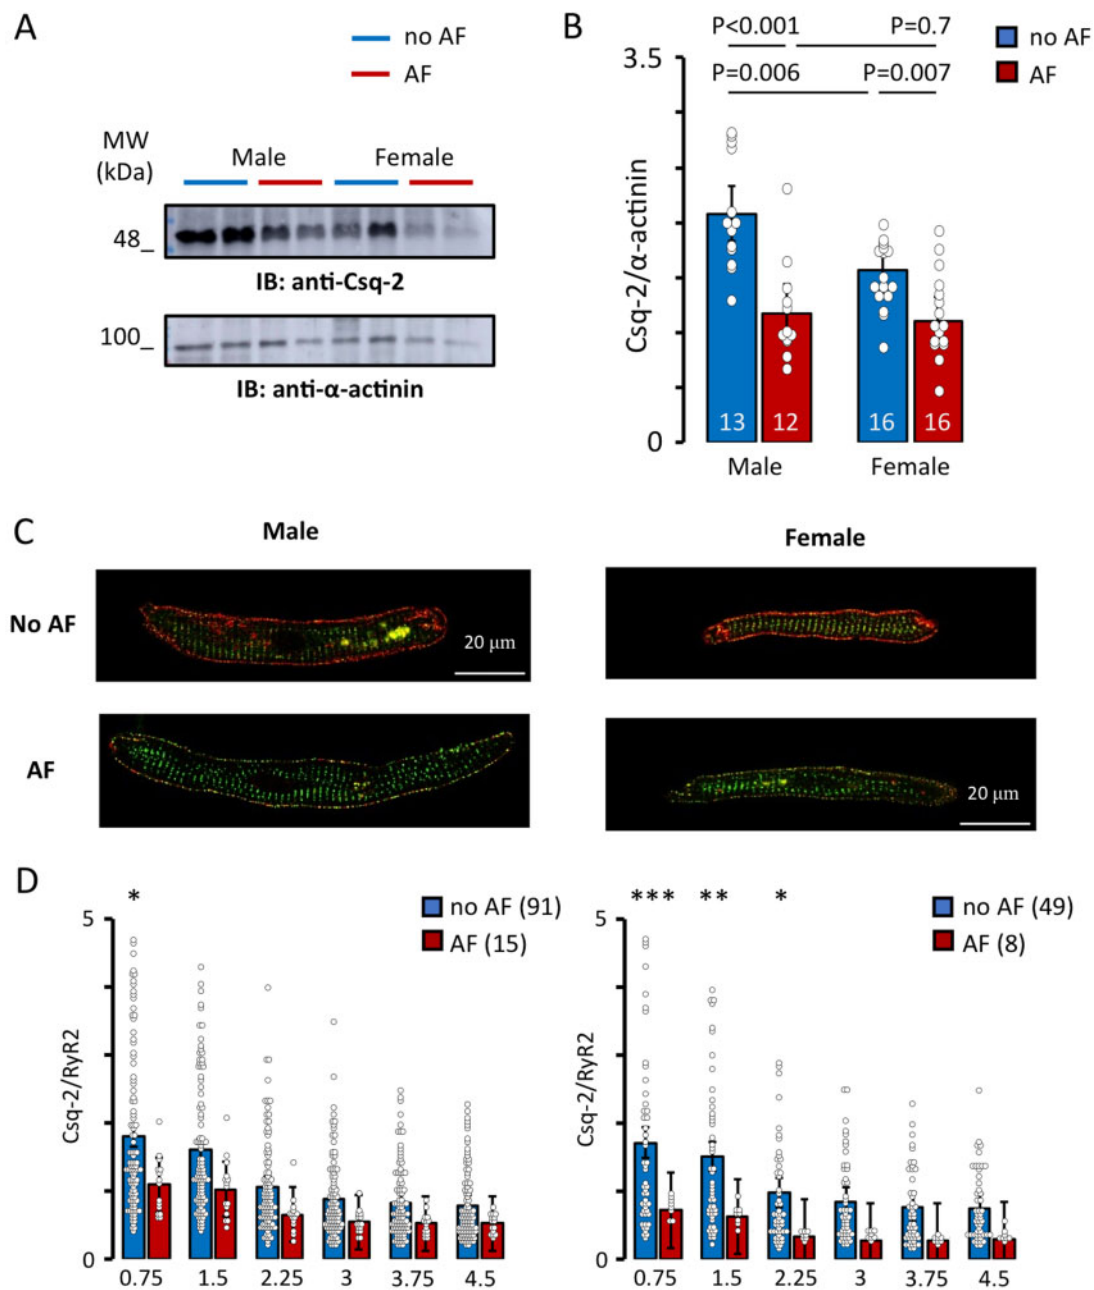 A
no AF
AF
MW
(kDa)
Male
Female
48_
IB: anti-Csq-2
100_
IB: anti-α-actinin
B
P<0.001
P=0.7
no AF
AF
3.5
P=0.006
P=0.007
Csq-2/α-actinin
13
12
16
16
0
Male
Female
C
Male
Female
No AF
20 μm
AF
20 μm
D
*
no AF (91)
AF (15)
5
Csq-2/RyR2
0
0.75 1.5 2.25 3 3.75 4.5
*** ** *
no AF (49)
AF (8)
5
Csq-2/RyR2
0
0.75 1.5 2.25 3 3.75 4.5